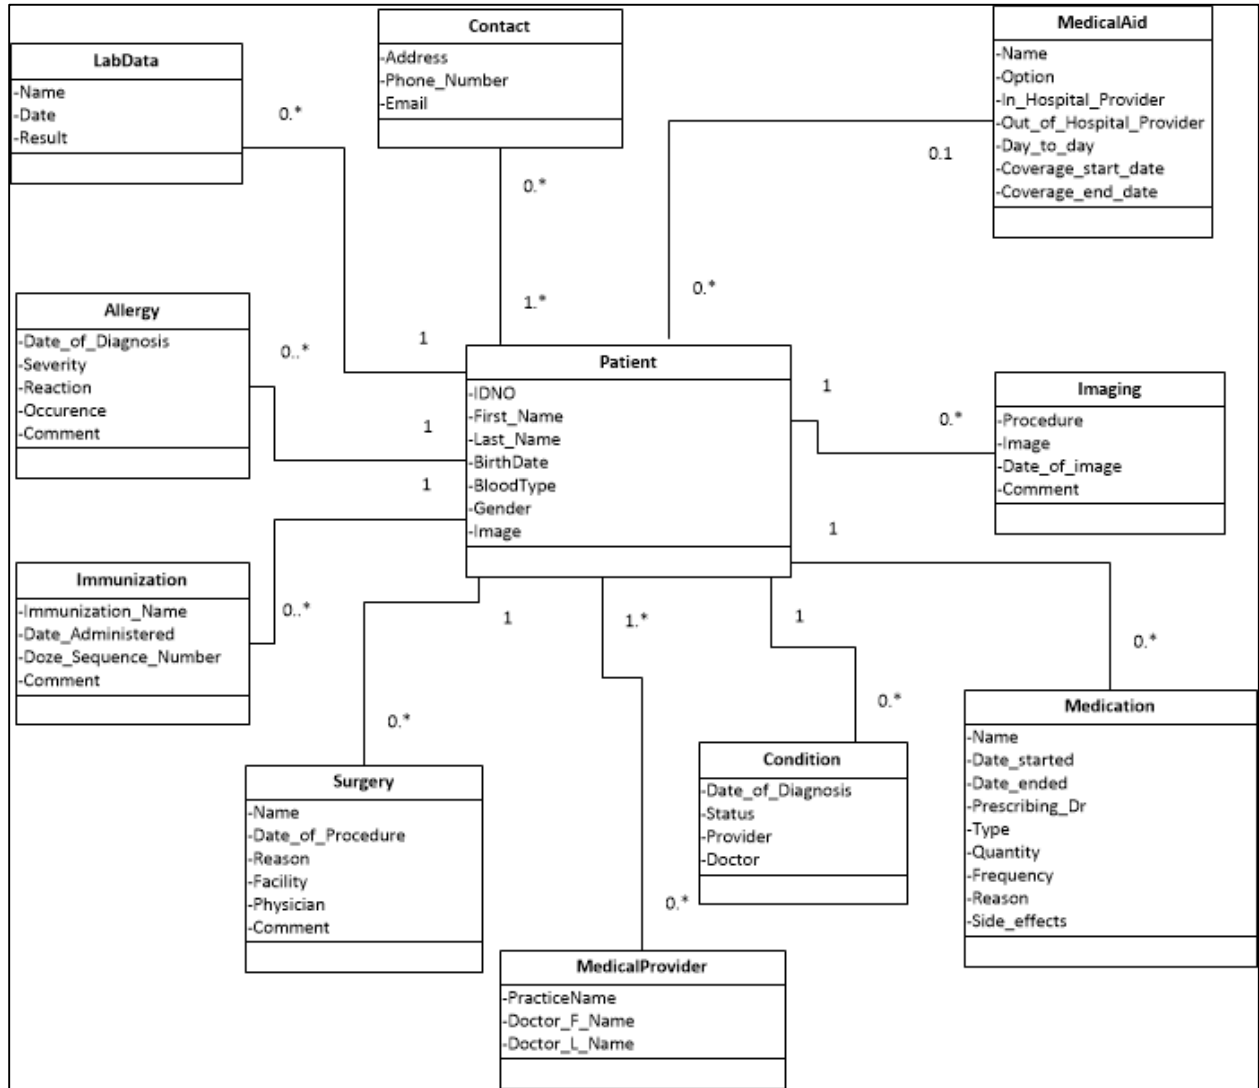 LabData
-Name
-Date
-Result
0.*
1
Contact
-Address
-Phone_Number
-Email
0.*
1.*
MedicalAid
-Name
-Option
-In_Hospital_Provider
-Out_of_Hospital_Provider
-Day_to_day
-Coverage_start_date
-Coverage_end_date
0.1
0.*
Allergy
-Date_of_Diagnosis
-Severity
-Reaction
-Occurence
-Comment
0..*
1
Patient
-IDNO
-First_Name
-Last_Name
-BirthDate
-BloodType
-Gender
-Image
1
0.*
Imaging
-Procedure
-Image
-Date_of_image
-Comment
1
0..*
Immunization
-Immunization_Name
-Date_Administered
-Doze_Sequence_Number
-Comment
1
0.*
Surgery
-Name
-Date_of_Procedure
-Reason
-Facility
-Physician
-Comment
1.*
0.*
MedicalProvider
-PracticeName
-Doctor_F_Name
-Doctor_L_Name
1
0.*
Condition
-Date_of_Diagnosis
-Status
-Provider
-Doctor
1
0.*
Medication
-Name
-Date_started
-Date_ended
-Prescribing_Dr
-Type
-Quantity
-Frequency
-Reason
-Side_effects